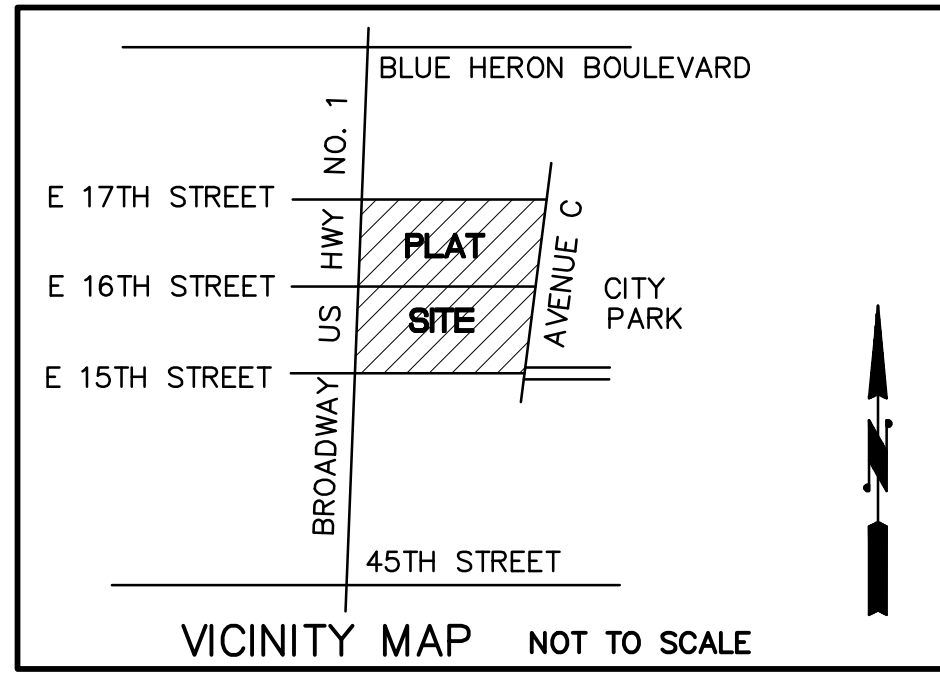 BLUE HERON BOULEVARD
E 17TH STREET
PLAT
E 16TH STREET
SITE
E 15TH STREET
BROADWAY US HWY NO. 1
AVENUE C
CITY
PARK
N
45TH STREET
VICINITY MAP NOT TO SCALE